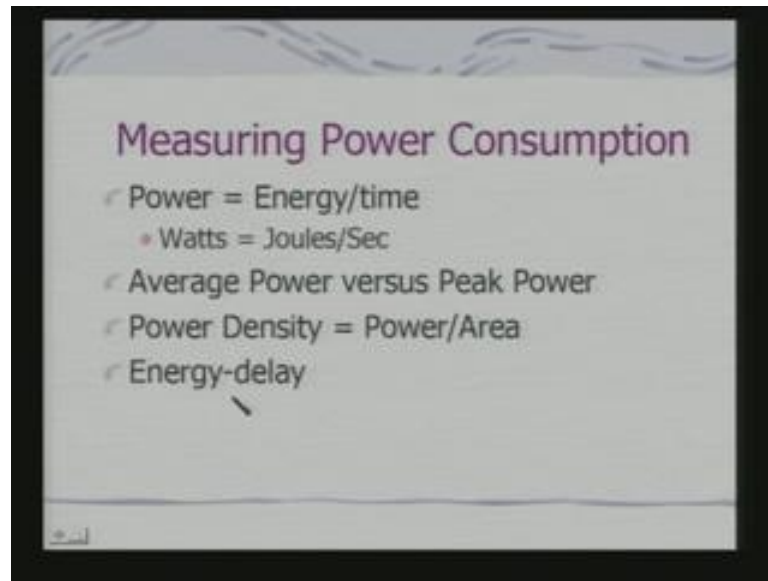 Measuring Power Consumption
Power = Energy/time
Watts = Joules/Sec
Average Power versus Peak Power
Power Density = Power/Area
Energy-delay